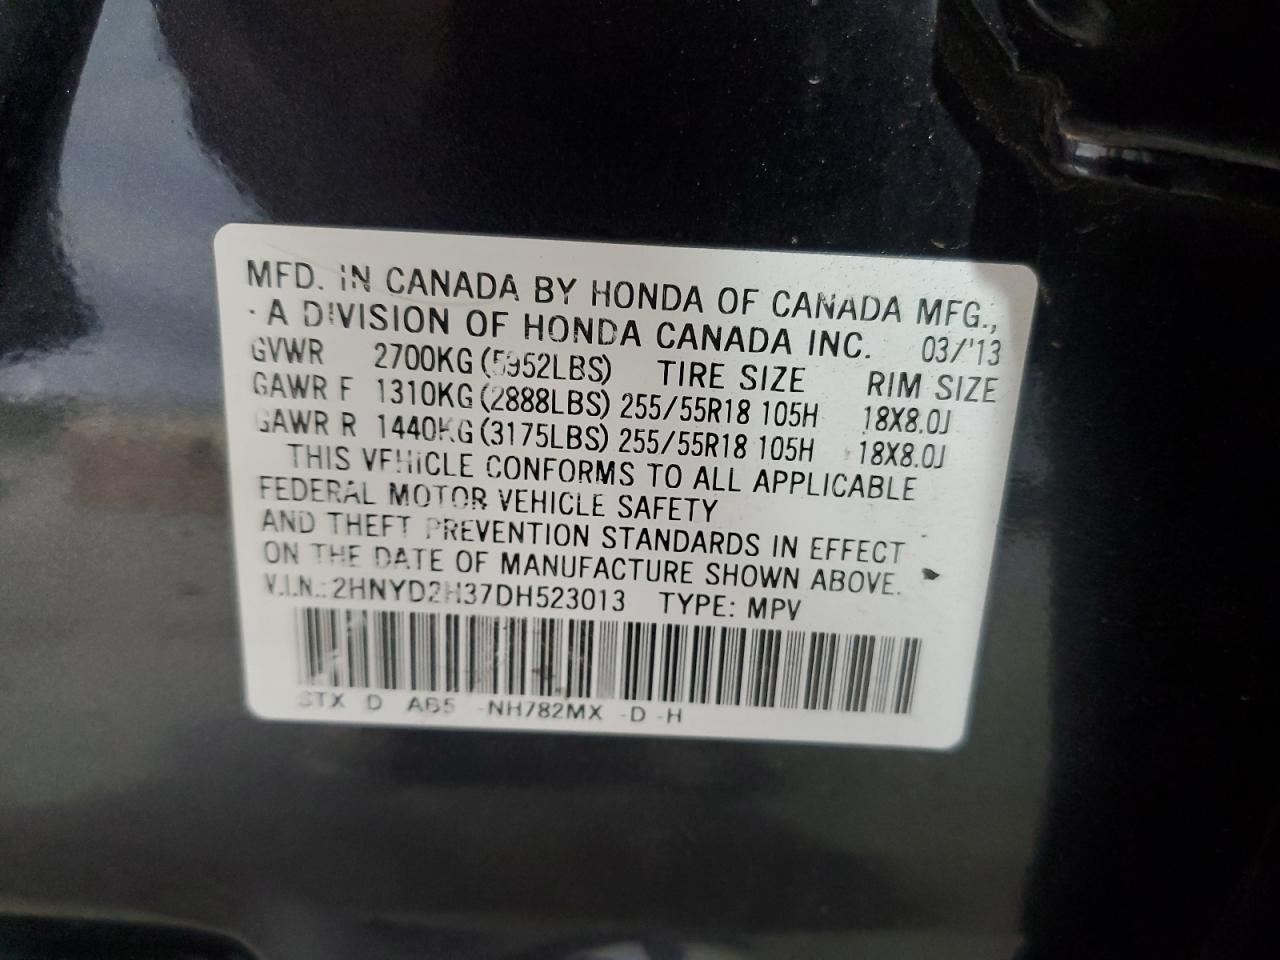 MFD. IN CANADA BY HONDA OF CANADA MFG.,
A DIVISION OF HONDA CANADA INC. 03/'13
GVWR 2700KG (5952LBS) TIRE SIZE RIM SIZE
GAWR F 1310KG (2888LBS) 255/55R18 105H 18X8.0J
GAWR R 1440KG (3175LBS) 255/55R18 105H 18X8.0J
THIS VEHICLE CONFORMS TO ALL APPLICABLE
FEDERAL MOTOR VEHICLE SAFETY
AND THEFT PREVENTION STANDARDS IN EFFECT
ON THE DATE OF MANUFACTURE SHOWN ABOVE.
V.I.N.: 2HNYD2H37DH523013 TYPE: MPV
STX D AB5 -NH782MX -D -H